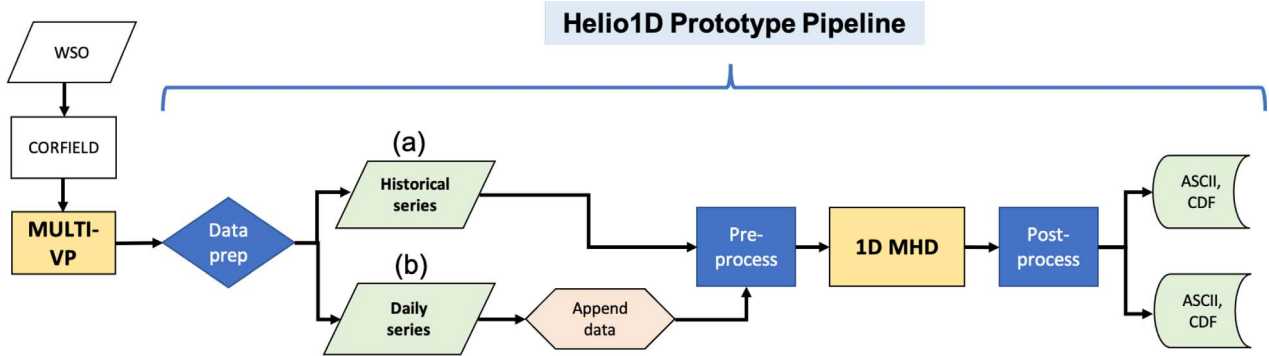 Helio1D Prototype Pipeline
WSO
CORFIELD
MULTI-
VP
Data
prep
(a)
Historical
series
(b)
Daily
series
Append
data
Pre-
process
1D MHD
Post-
process
ASCII,
CDF
ASCII,
CDF